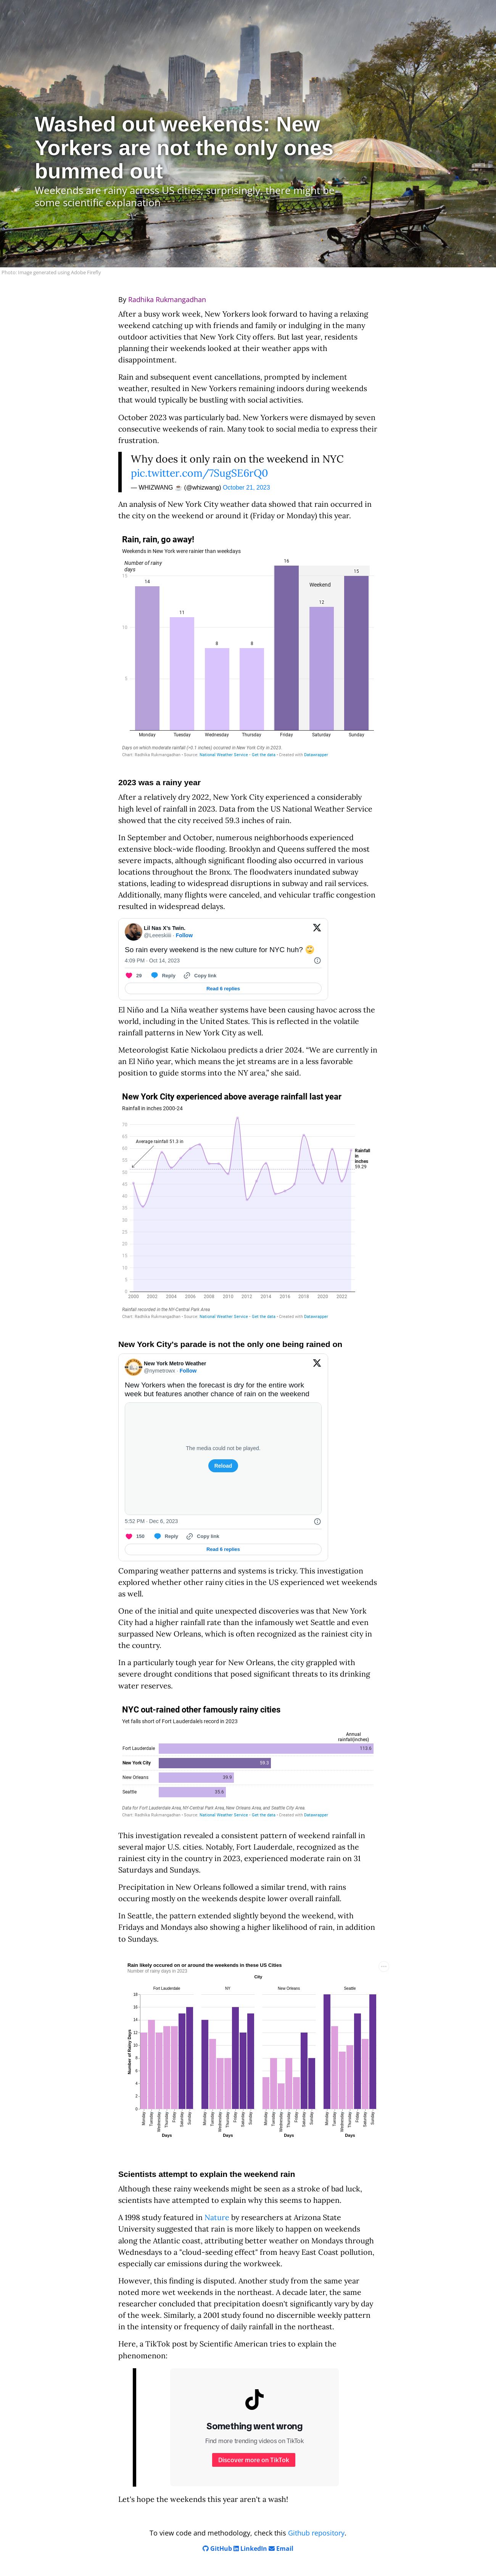 Washed out weekends: New
Yorkers are not the only ones
bummed out
Weekends are rainy across US cities; surprisingly, there might be
some scientific explanation
Photo: Image generated using Adobe Firefly
By Radhika Rukmangadhan
After a busy work week, New Yorkers look forward to having a relaxing
weekend catching up with friends and family or indulging in the many
outdoor activities that New York City offers. But last year, residents
planning their weekends looked at their weather apps with
disappointment.
Rain and subsequent event cancellations, prompted by inclement
weather, resulted in New Yorkers remaining indoors during weekends
that would typically be bustling with social activities.
October 2023 was particularly bad. New Yorkers were dismayed by seven
consecutive weekends of rain. Many took to social media to express their
frustration.
Why does it only rain on the weekend in NYC
pic.twitter.com/7SugSE6rQ0
— WHIZWANG ☕ (@whizwang) October 21, 2023
An analysis of New York City weather data showed that rain occurred in
the city on the weekend or around it (Friday or Monday) this year.
Rain, rain, go away!
Weekends in New York were rainier than weekdays
Number of rainy
days
15
10
5
14
11
8
8
16
12
15
Weekend
Monday
Tuesday
Wednesday
Thursday
Friday
Saturday
Sunday
Days on which moderate rainfall (>0.1 inches) occurred in New York City in 2023.
Chart: Radhika Rukmangadhan • Source: National Weather Service • Get the data • Created with Datawrapper
2023 was a rainy year
After a relatively dry 2022, New York City experienced a considerably
high level of rainfall in 2023. Data from the US National Weather Service
showed that the city received 59.3 inches of rain.
In September and October, numerous neighborhoods experienced
extensive block-wide flooding. Brooklyn and Queens suffered the most
severe impacts, although significant flooding also occurred in various
locations throughout the Bronx. The floodwaters inundated subway
stations, leading to widespread disruptions in subway and rail services.
Additionally, many flights were canceled, and vehicular traffic congestion
resulted in widespread delays.
Lil Nas X's Twin.
· Follow
So rain every weekend is the new culture for NYC huh? 🙄
4:09 PM · Oct 14, 2023
29 Reply Copy link
Read 6 replies
El Niño and La Niña weather systems have been causing havoc across the
world, including in the United States. This is reflected in the volatile
rainfall patterns in New York City as well.
Meteorologist Katie Nickolaou predicts a drier 2024. “We are currently in
an El Niño year, which means the jet streams are in a less favorable
position to guide storms into the NY area,” she said.
New York City experienced above average rainfall last year
Rainfall in inches 2000-24
70
65
60
55
50
45
40
35
30
25
20
15
10
5
0
Average rainfall 51.3 in
Rainfall
in
inches
59.29
2000 2002 2004 2006 2008 2010 2012 2014 2016 2018 2020 2022
Rainfall recorded in the NY Central Park Area
Chart: Radhika Rukmangadhan • Source: National Weather Service • Get the data • Created with Datawrapper
New York City's parade is not the only one being rained on
New York Metro Weather
@nymetrowx · Follow
New Yorkers when the forecast is dry for the entire work
week but features another chance of rain on the weekend
The media could not be played.
Reload
5:52 PM · Dec 6, 2023
150 Reply Copy link
Read 6 replies
Comparing weather patterns and systems is tricky. This investigation
explored whether other rainy cities in the US experienced wet weekends
as well.
One of the initial and quite unexpected discoveries was that New York
City had a higher rainfall rate than the infamously wet Seattle and even
surpassed New Orleans, which is often recognized as the rainiest city in
the country.
In a particularly tough year for New Orleans, the city grappled with
severe drought conditions that posed significant threats to its drinking
water reserves.
NYC out-rained other famously rainy cities
Yet falls short of Fort Lauderdale's record in 2023
Annual
rainfall(inches)
Fort Lauderdale 113.6
New York City 59.3
New Orleans 39.9
Seattle 35.6
Data for Fort Lauderdale Area, NY-Central Park Area, New Orleans Area, and Seattle City Area.
Chart: Radhika Rukmangadhan • Source: National Weather Service • Get the data • Created with Datawrapper
This investigation revealed a consistent pattern of weekend rainfall in
several major U.S. cities. Notably, Fort Lauderdale, recognized as the
rainiest city in the country in 2023, experienced moderate rain on 31
Saturdays and Sundays.
Precipitation in New Orleans followed a similar trend, with rains
occuring mostly on the weekends despite lower overall rainfall.
In Seattle, the pattern extended slightly beyond the weekend, with
Fridays and Mondays also showing a higher likelihood of rain, in addition
to Sundays.
Rain likely occured on or around the weekends in these US Cities
Number of rainy days in 2023
City
Fort Lauderdale NY New Orleans Seattle
Number of Rainy Days
18
16
14
12
10
8
6
4
2
0
Monday Tuesday Wednesday Thursday Friday Saturday Sunday
Monday Tuesday Wednesday Thursday Friday Saturday Sunday
Monday Tuesday Wednesday Thursday Friday Saturday Sunday
Monday Tuesday Wednesday Thursday Friday Saturday Sunday
Days Days Days Days
Scientists attempt to explain the weekend rain
Although these rainy weekends might be seen as a stroke of bad luck,
scientists have attempted to explain why this seems to happen.
A 1998 study featured in Nature by researchers at Arizona State
University suggested that rain is more likely to happen on weekends
along the Atlantic coast, attributing better weather on Mondays through
Wednesdays to a "cloud-seeding effect" from heavy East Coast pollution,
especially car emissions during the workweek.
However, this finding is disputed. Another study from the same year
noted more wet weekends in the northeast. A decade later, the same
researcher concluded that precipitation doesn't significantly vary by day
of the week. Similarly, a 2001 study found no discernible weekly pattern
in the intensity or frequency of daily rainfall in the northeast.
Here, a TikTok post by Scientific American tries to explain the
phenomenon:
Something went wrong
Find more trending videos on TikTok
Discover more on TikTok
Let's hope the weekends this year aren't a wash!
To view code and methodology, check this Github repository.
GitHub LinkedIn Email